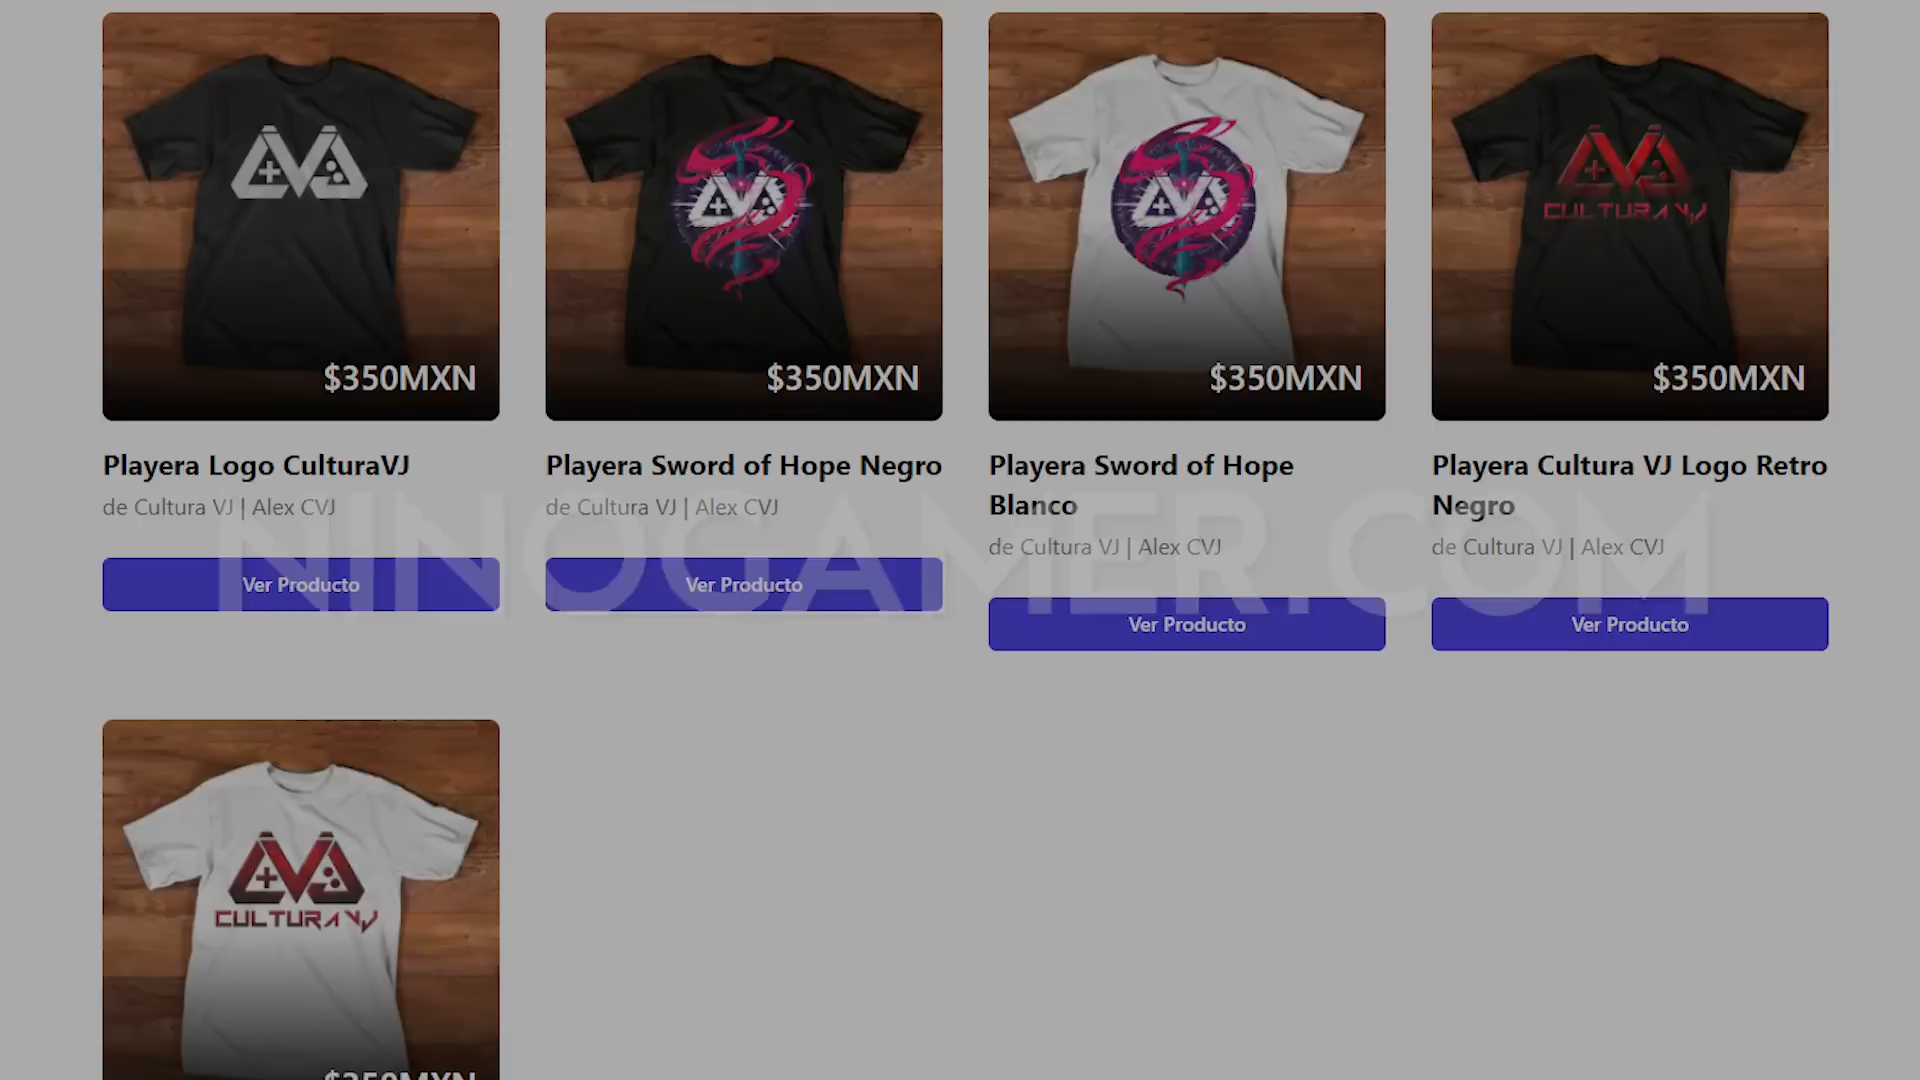 $350MXN
$350MXN
$350MXN
CULTURA VJ
$350MXN
Playera Logo CulturaVJ
de Cultura VJ | Alex CVJ
Ver Producto
Playera Sword of Hope Negro
de Cultura VJ | Alex CVJ
Ver Producto
Playera Sword of Hope
Blanco
de Cultura VJ | Alex CVJ
Ver Producto
Playera Cultura VJ Logo Retro
Negro
de Cultura VJ | Alex CVJ
Ver Producto
NINOGAMER.COM
CULTURA VJ
$350MXN